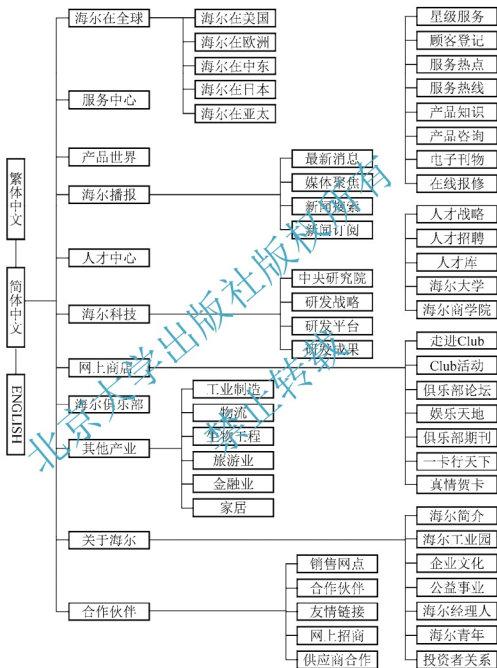 繁体中文
简体中文
ENGLISH
海尔在全球
服务中心
产品世界
海尔播报
人才中心
海尔科技
网上商店
海尔俱乐部
其他产业
关于海尔
合作伙伴
海尔在美国
海尔在欧洲
海尔在中东
海尔在日本
海尔在亚太
最新消息
媒体聚焦
新闻搜索
新闻订阅
中央研究院
研发战略
研发平台
研发成果
工业制造
物流
生物工程
旅游业
金融业
家居
销售网点
合作伙伴
友情链接
网上招商
供应商合作
星级服务
顾客登记
服务热点
服务热线
产品知识
产品咨询
电子刊物
在线报修
人才战略
人才招聘
人才库
海尔大学
海尔商学院
走进Club
Club活动
俱乐部论坛
娱乐天地
俱乐部期刊
一卡行天下
真情贺卡
海尔简介
海尔工业园
企业文化
公益事业
海尔经理人
海尔青年
投资者关系
北京大学出版社版权所有
禁止转载